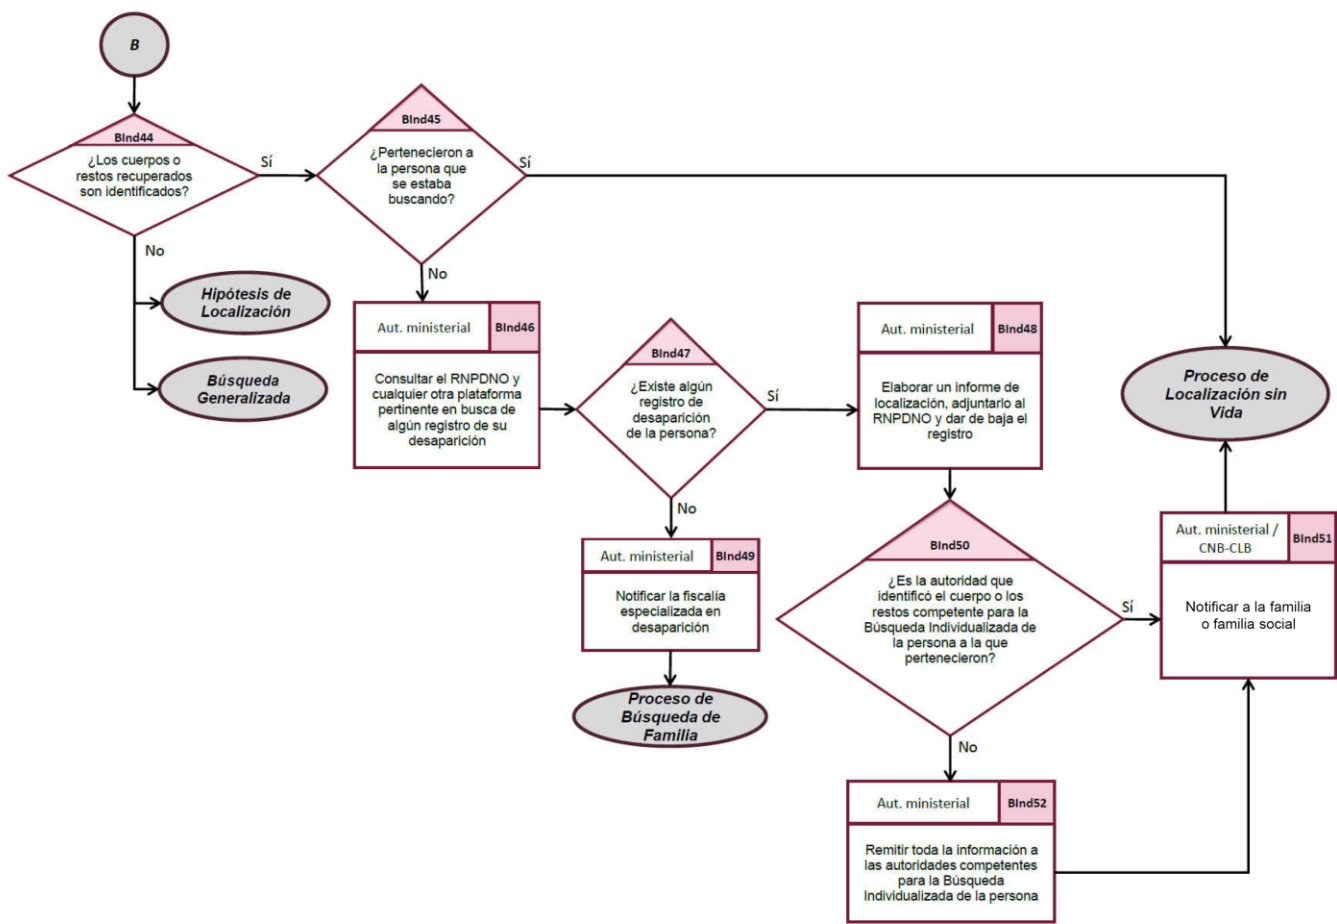 B
BInd44
¿Los cuerpos o
restos recuperados
son identificados?
Sí
No
Hipótesis de
Localización
Búsqueda
Generalizada
BInd45
¿Pertenecieron a
la persona que
se estaba
buscando?
Sí
No
Aut. ministerial
BInd46
Consultar el RNPDNO y
cualquier otra plataforma
pertinente en busca de
algún registro de su
desaparición
BInd47
¿Existe algún
registro de
desaparición
de la persona?
Sí
No
Aut. ministerial
BInd48
Elaborar un informe de
localización, adjuntarlo al
RNPDNO y dar de baja el
registro
Proceso de
Localización sin
Vida
Aut. ministerial
BInd49
Notificar la fiscalía
especializada en
desaparición
Proceso de
Búsqueda de
Familia
BInd50
¿Es la autoridad que
identificó el cuerpo o los
restos competente para la
Búsqueda Individualizada de
la persona a la que
pertenecieron?
Sí
No
Aut. ministerial /
CNB-CLB
BInd51
Notificar a la familia
o familia social
Aut. ministerial
BInd52
Remitir toda la información a
las autoridades competentes
para la Búsqueda
Individualizada de la persona